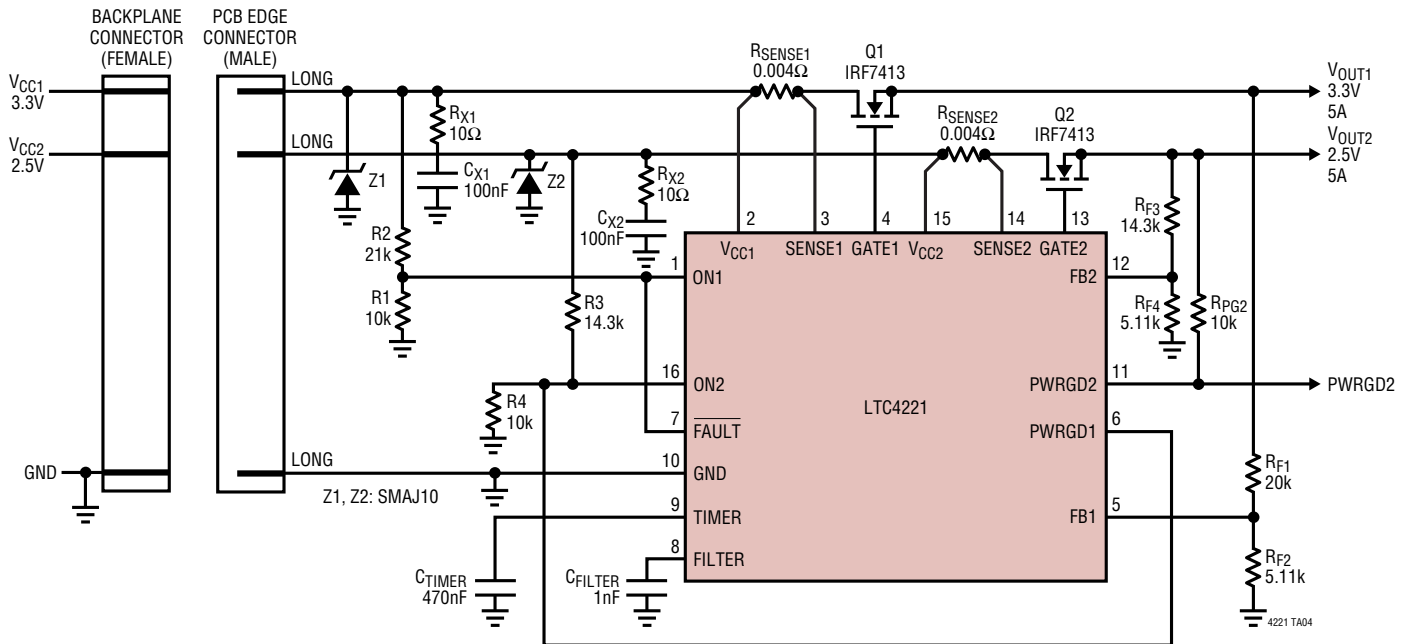 BACKPLANE
CONNECTOR
(FEMALE)
PCB EDGE
CONNECTOR
(MALE)
VCC1
3.3V
VCC2
2.5V
GND
LONG
LONG
LONG
Z1
RX1
10Ω
CX1
100nF
Z2
RX2
10Ω
CX2
100nF
RSENSE1
0.004Ω
Q1
IRF7413
RSENSE2
0.004Ω
Q2
IRF7413
VOUT1
3.3V
5A
VOUT2
2.5V
5A
R2
21k
R1
10k
R3
14.3k
R4
10k
2
3
4
15
14
13
VCC1
SENSE1
GATE1
VCC2
SENSE2
GATE2
1
ON1
16
ON2
7
FAULT
10
GND
9
TIMER
8
FILTER
LTC4221
12
FB2
11
PWRGD2
6
PWRGD1
5
FB1
RF3
14.3k
RF4
5.11k
RPG2
10k
PWRGD2
RF1
20k
RF2
5.11k
Z1, Z2: SMAJ10
CTIMER
470nF
CFILTER
1nF
4221 TA04